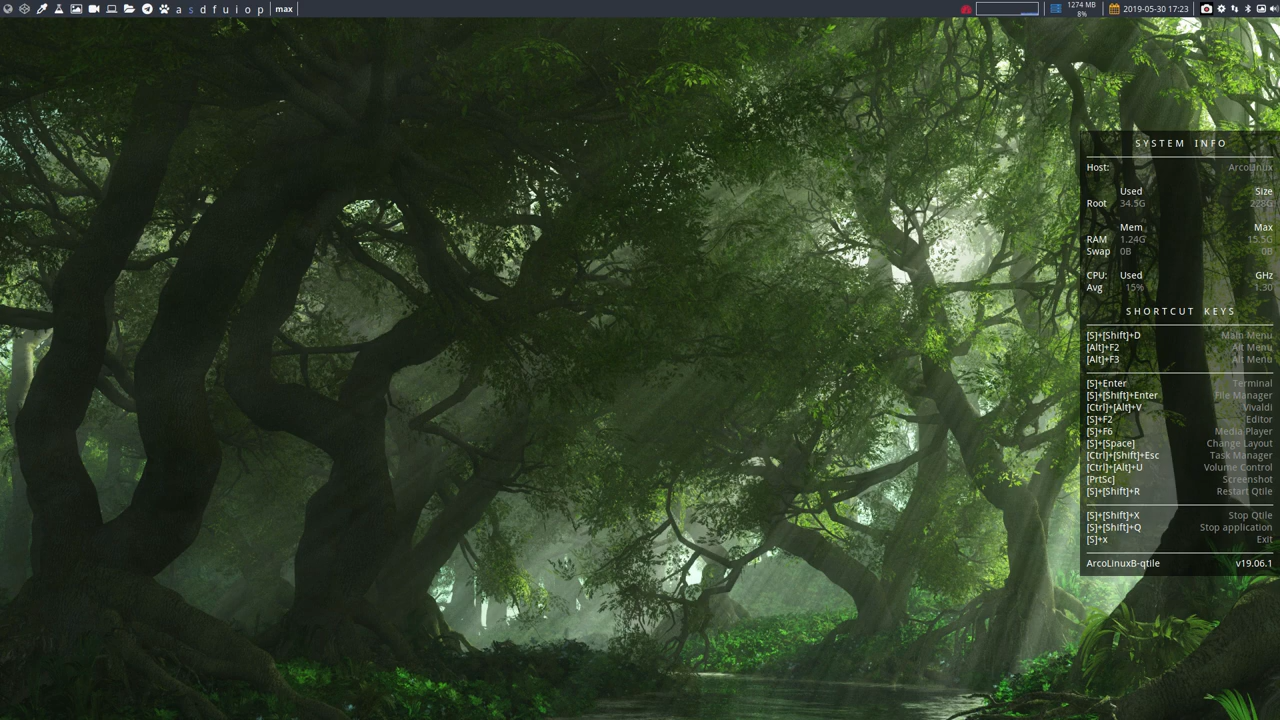 a s d f u i o p max 1274 MB 8% 2019-05-30 17:23
SYSTEM INFO
Host: ArcoLinux
Used Size
Root 34.5G 228G
Mem Max
RAM 1.24G 15.5G
Swap 0B 0B
CPU: Used GHz
Avg 15% 1.30
SHORTCUT KEYS
[S]+[Shift]+D Main Menu
[Alt]+F2 Alt Menu
[Alt]+F3 Alt Menu
[S]+Enter Terminal
[S]+[Shift]+Enter File Manager
[Ctrl]+[Alt]+V Vivaldi
[S]+F2 Editor
[S]+F6 Media Player
[S]+[Space] Change Layout
[Ctrl]+[Shift]+Esc Task Manager
[Ctrl]+[Alt]+U Volume Control
[PrtSc] Screenshot
[S]+[Shift]+R Restart Qtile
[S]+[Shift]+X Stop Qtile
[S]+[Shift]+Q Stop application
[S]+x Exit
ArcoLinuxB-qtile v19.06.1